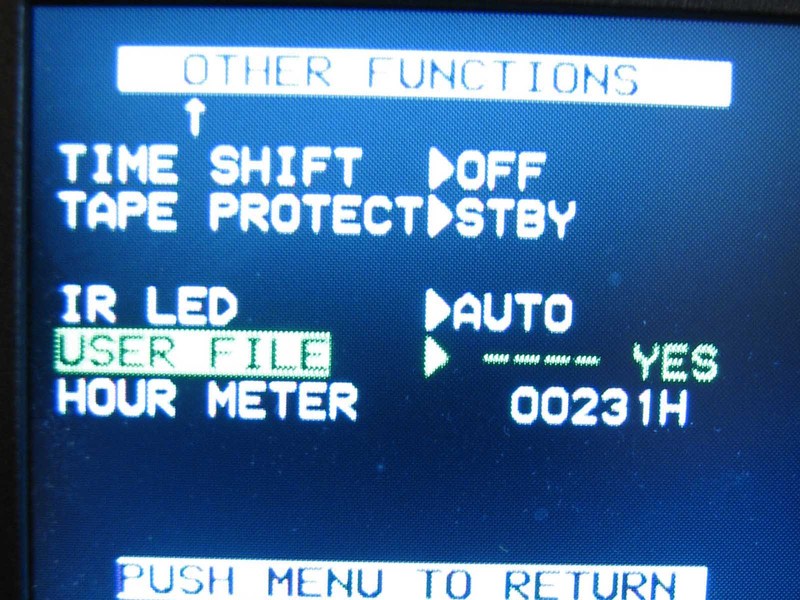 OTHER FUNCTIONS
TIME SHIFT OFF
TAPE PROTECT STBY
IR LED AUTO
USER FILE ---- YES
HOUR METER 00231H
PUSH MENU TO RETURN